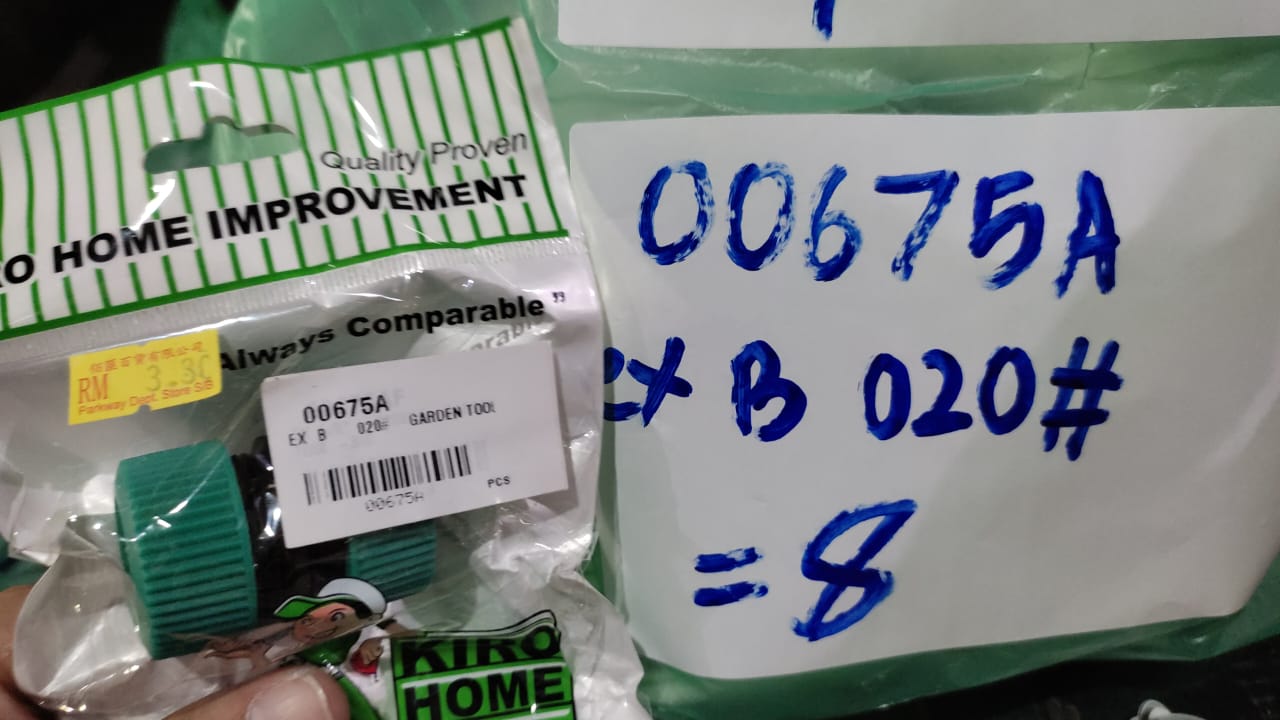 Quality Proven
RO HOME IMPROVEMENT
Always Comparable"
RM 3.30
Parkway Dept. Store S/B
00675A
EX B 020# GARDEN TOOL
00675A
PCS
KIRO
HOME
00675A
ex B 020#
= 8